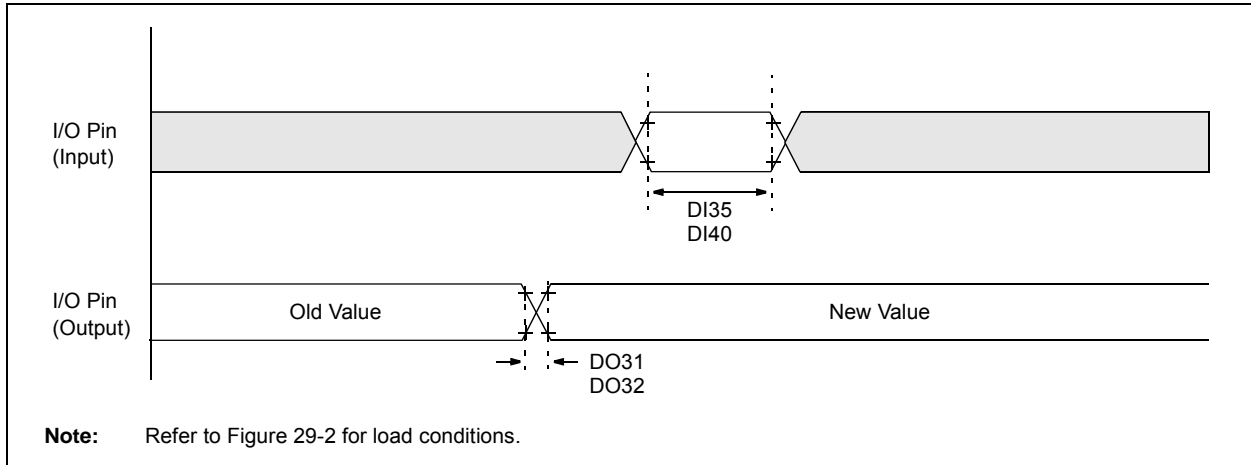 I/O Pin
(Input)
DI35
DI40
I/O Pin
(Output)
Old Value
New Value
DO31
DO32
Note: Refer to Figure 29-2 for load conditions.